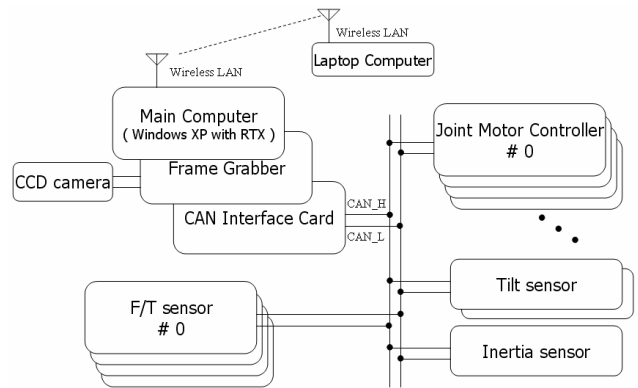 Wireless LAN
Laptop Computer
Wireless LAN
Main Computer
( Windows XP with RTX )
Frame Grabber
CCD camera
CAN Interface Card
CAN_H
CAN_L
Joint Motor Controller
# 0
Tilt sensor
F/T sensor
# 0
Inertia sensor